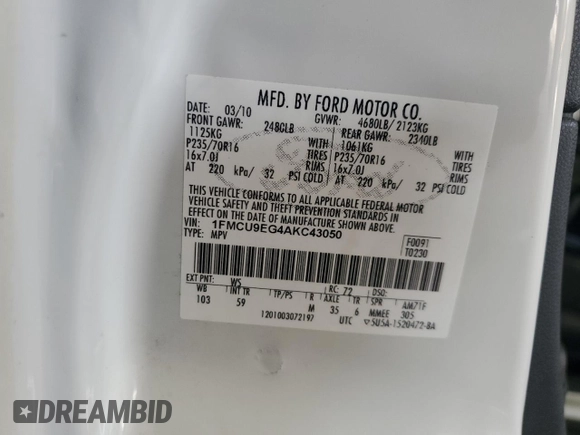 MFD. BY FORD MOTOR CO.
DATE: 03/10 GVWR: 4680LB/ 2123KG
FRONT GAWR: 2480LB REAR GAWR: 2340LB
1125KG WITH 1061KG WITH
P235/70R16 TIRES P235/70R16 TIRES
16x7.0J RIMS 16x7.0J RIMS
AT 220 kPa/ 32 PSI COLD AT 220 kPa/ 32 PSI COLD
THIS VEHICLE CONFORMS TO ALL APPLICABLE FEDERAL MOTOR
VEHICLE SAFETY AND THEFT PREVENTION STANDARDS IN
EFFECT ON THE DATE OF MANUFACTURE SHOWN ABOVE.
VIN: 1FMCU9EG4AKC43050
TYPE: MPV
F0091
T0230
EXT PNT: WS RC: 72 DSO:
WB INT TR TP/PS R AXLE TR SPR AM7TF
103 59 M 35 6 MMEE 305
1201003072197 UTC ▽5U5A-1520472-BA
DREAMBID